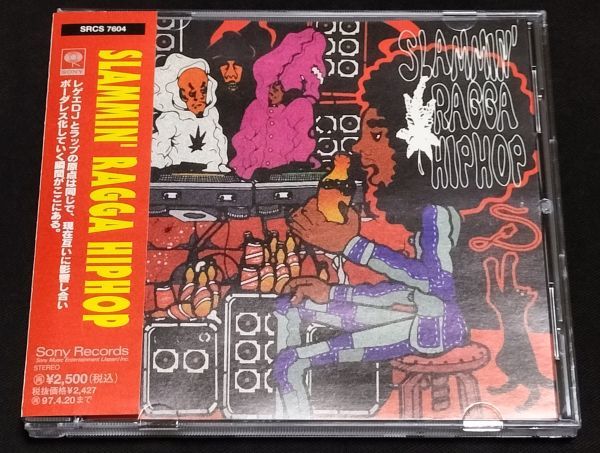 SRCS 7604
SONY
SLAMMIN' RAGGA HIPHOP
レゲエDJとラップの原点は同じで、現在互いに影響し合い
ボーダレス化していく瞬間がここにある。
Sony Records
Sony Music Entertainment (Japan) Inc.
STEREO
¥2,500(税込)
税抜価格¥2,427
97.4.20まで
SLAMMIN'
RAGGA
HIPHOP